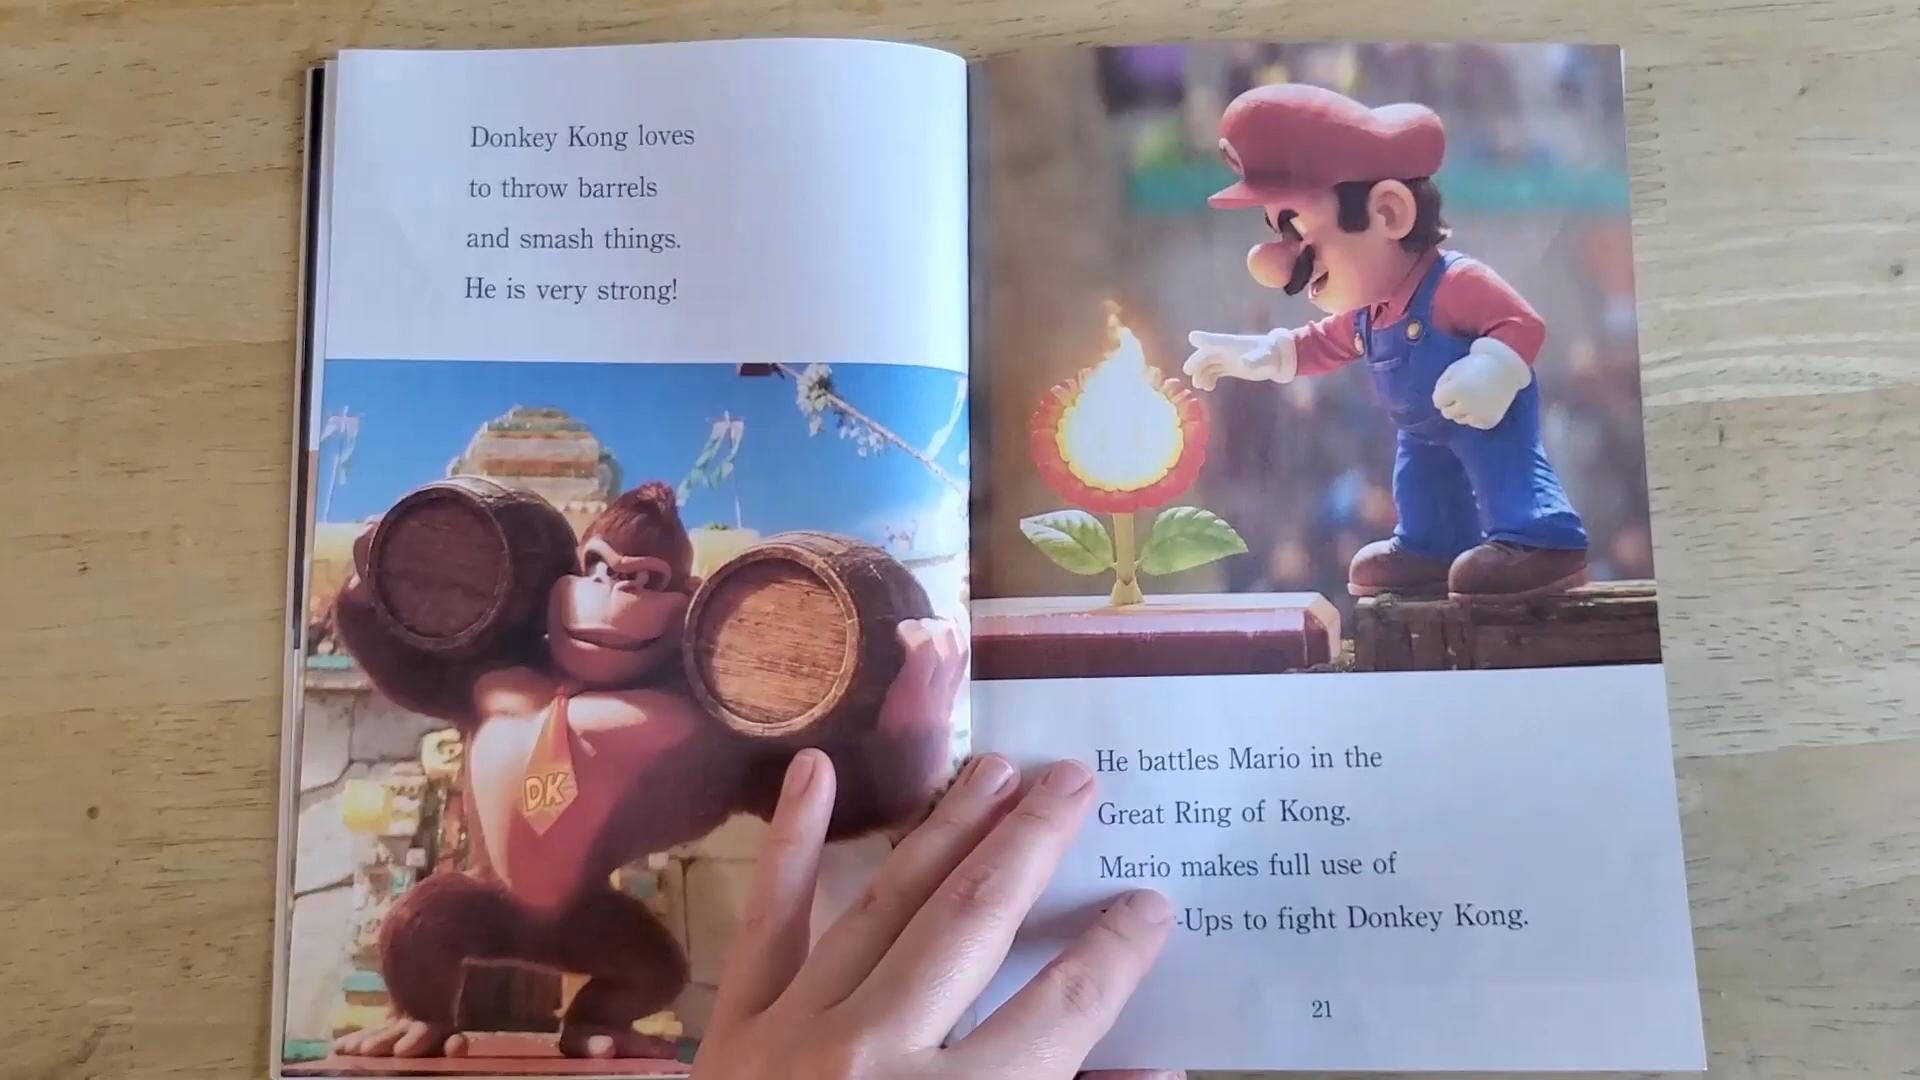 Donkey Kong loves
to throw barrels
and smash things.
He is very strong!
DK
He battles Mario in the
Great Ring of Kong.
Mario makes full use of
-Ups to fight Donkey Kong.
21